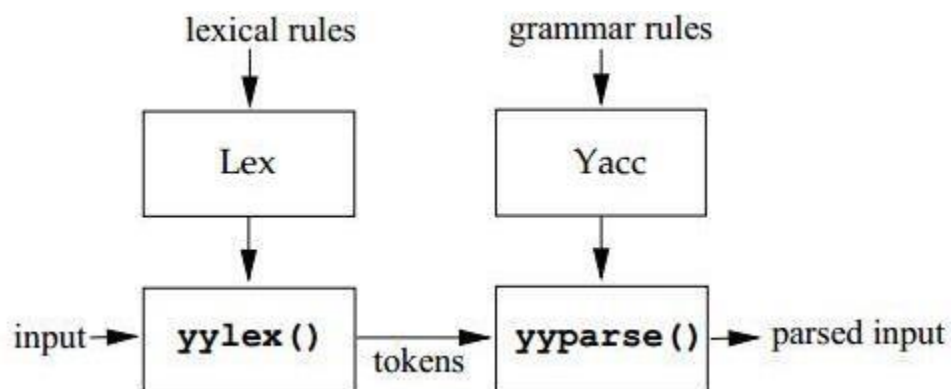 lexical rules
grammar rules
Lex
Yacc
input
yylex()
tokens
yyparse()
parsed input